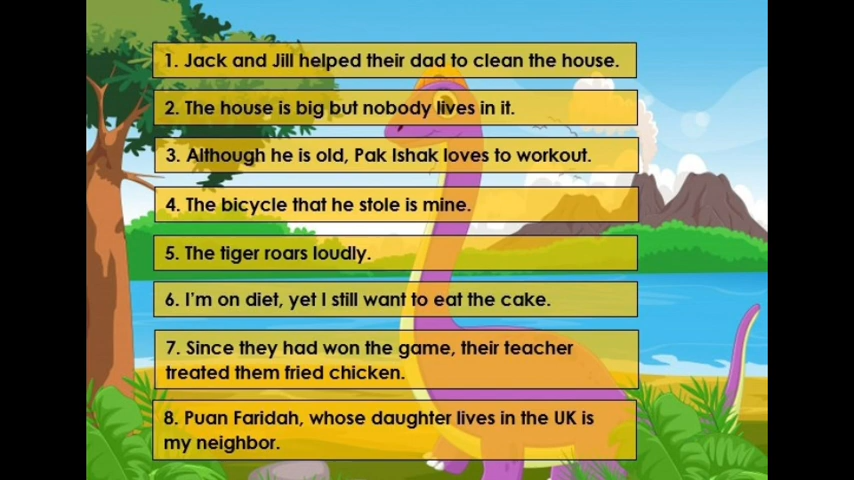 1. Jack and Jill helped their dad to clean the house.
2. The house is big but nobody lives in it.
3. Although he is old, Pak Ishak loves to workout.
4. The bicycle that he stole is mine.
5. The tiger roars loudly.
6. I'm on diet, yet I still want to eat the cake.
7. Since they had won the game, their teacher
treated them fried chicken.
8. Puan Faridah, whose daughter lives in the UK is
my neighbor.